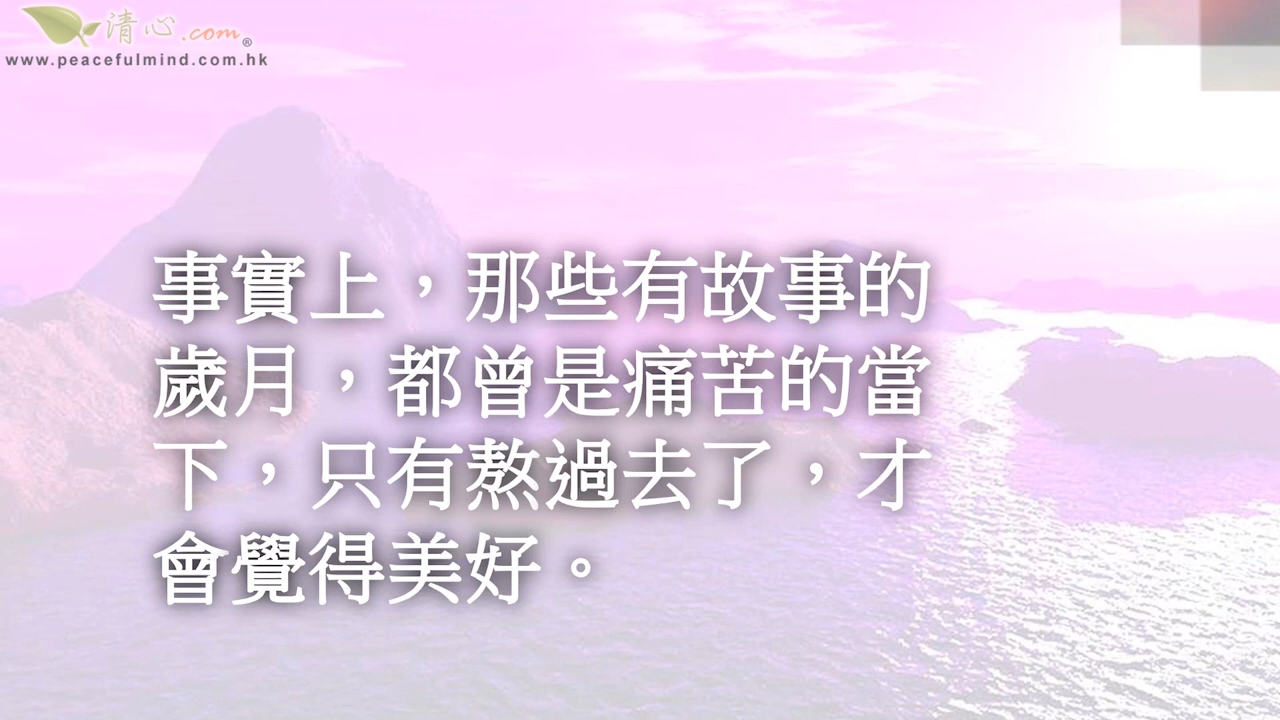 清心.com®
www.peacefulmind.com.hk
事實上，那些有故事的
歲月，都曾是痛苦的當
下，只有熬過去了，才
會覺得美好。